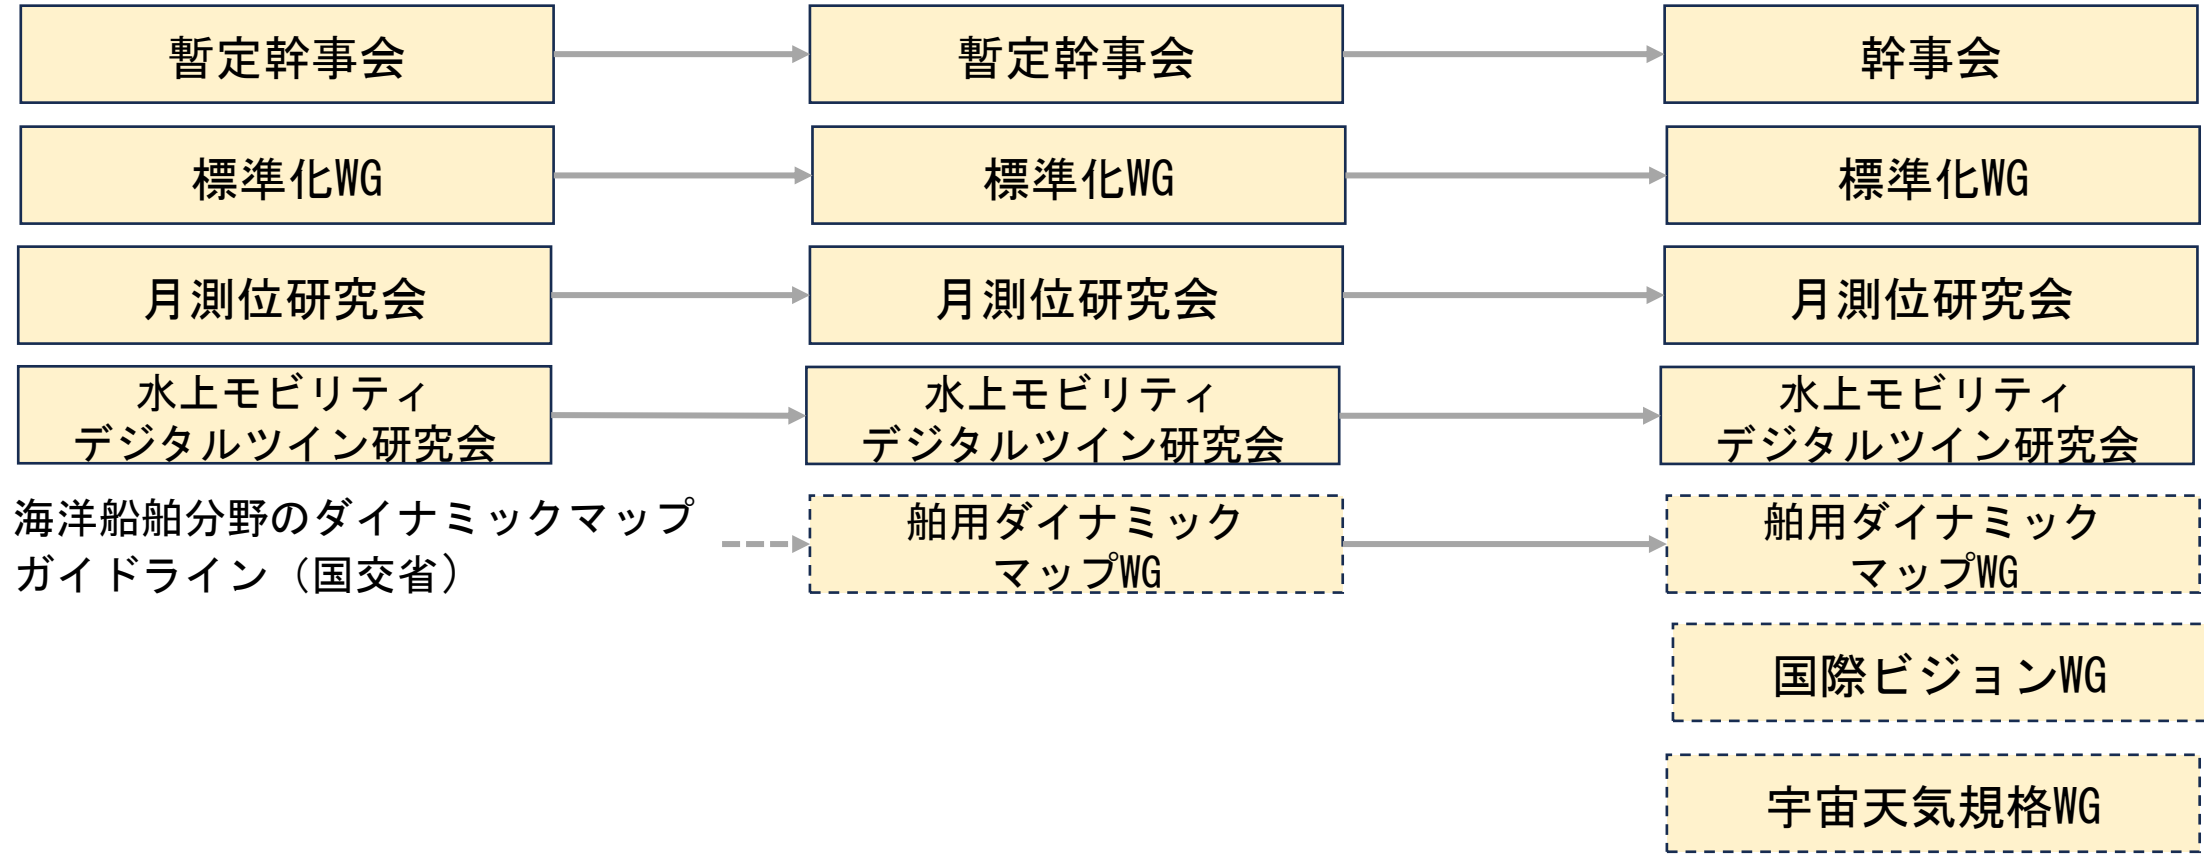 暫定幹事会
暫定幹事会
幹事会
標準化WG
標準化WG
標準化WG
月測位研究会
月測位研究会
月測位研究会
水上モビリティ
デジタルツイン研究会
水上モビリティ
デジタルツイン研究会
水上モビリティ
デジタルツイン研究会
海洋船舶分野のダイナミックマップ
ガイドライン（国交省）
舶用ダイナミック
マップWG
舶用ダイナミック
マップWG
国際ビジョンWG
宇宙天気規格WG